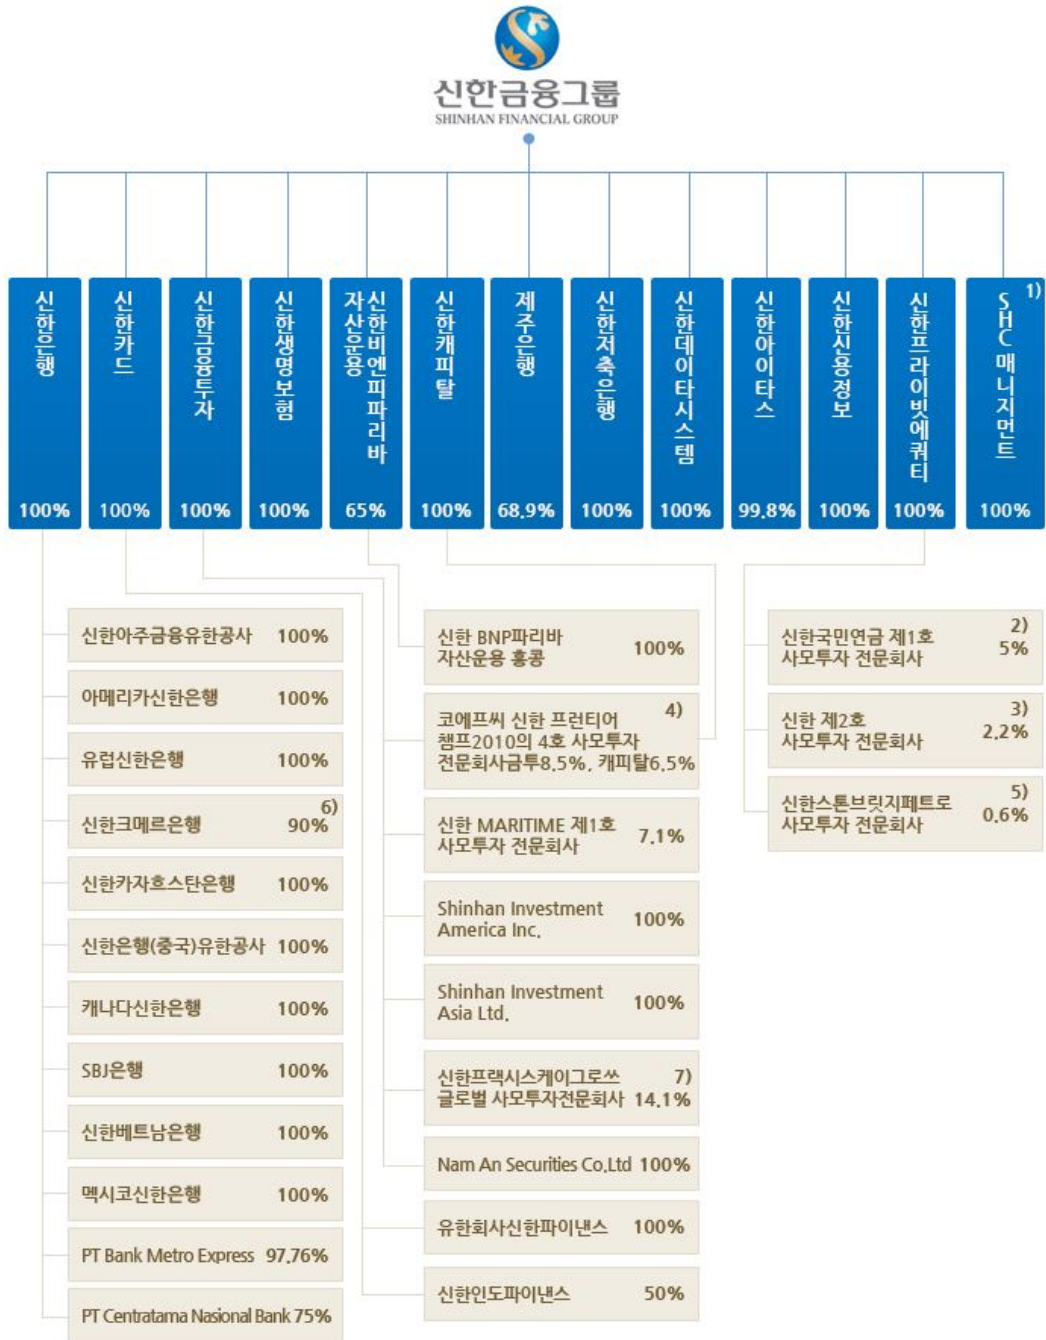 신한금융그룹
SHINHAN FINANCIAL GROUP
신한은행
100%
신한카드
100%
신한금융투자
100%
신한생명보험
100%
신한비엔피파리바
자산운용
65%
신한캐피탈
100%
제주은행
68.9%
신한저축은행
100%
신한데이타시스템
100%
신한아이타스
99.8%
신한신용정보
100%
신한프라이빗에쿼티
100%
SHC매니지먼트 1)
100%
신한아주금융유한공사 100%
아메리카신한은행 100%
유럽신한은행 100%
6)
신한크메르은행 90%
신한카자흐스탄은행 100%
신한은행(중국)유한공사 100%
캐나다신한은행 100%
SBJ은행 100%
신한베트남은행 100%
멕시코신한은행 100%
PT Bank Metro Express 97.76%
PT Centratama Nasional Bank 75%
신한 BNP파리바
자산운용 홍콩 100%
코에프씨 신한 프런티어 4)
챔프2010의 4호 사모투자
전문회사금투8.5%, 캐피탈6.5%
신한 MARITIME 제1호
사모투자 전문회사 7.1%
Shinhan Investment
America Inc. 100%
Shinhan Investment
Asia Ltd. 100%
신한프랙시스케이그로쓰 7)
글로벌 사모투자전문회사 14.1%
Nam An Securities Co.Ltd 100%
유한회사신한파이낸스 100%
신한인도파이낸스 50%
신한국민연금 제1호 2)
사모투자 전문회사 5%
신한 제2호 3)
사모투자 전문회사 2.2%
신한스톤브릿지페트로 5)
사모투자 전문회사 0.6%